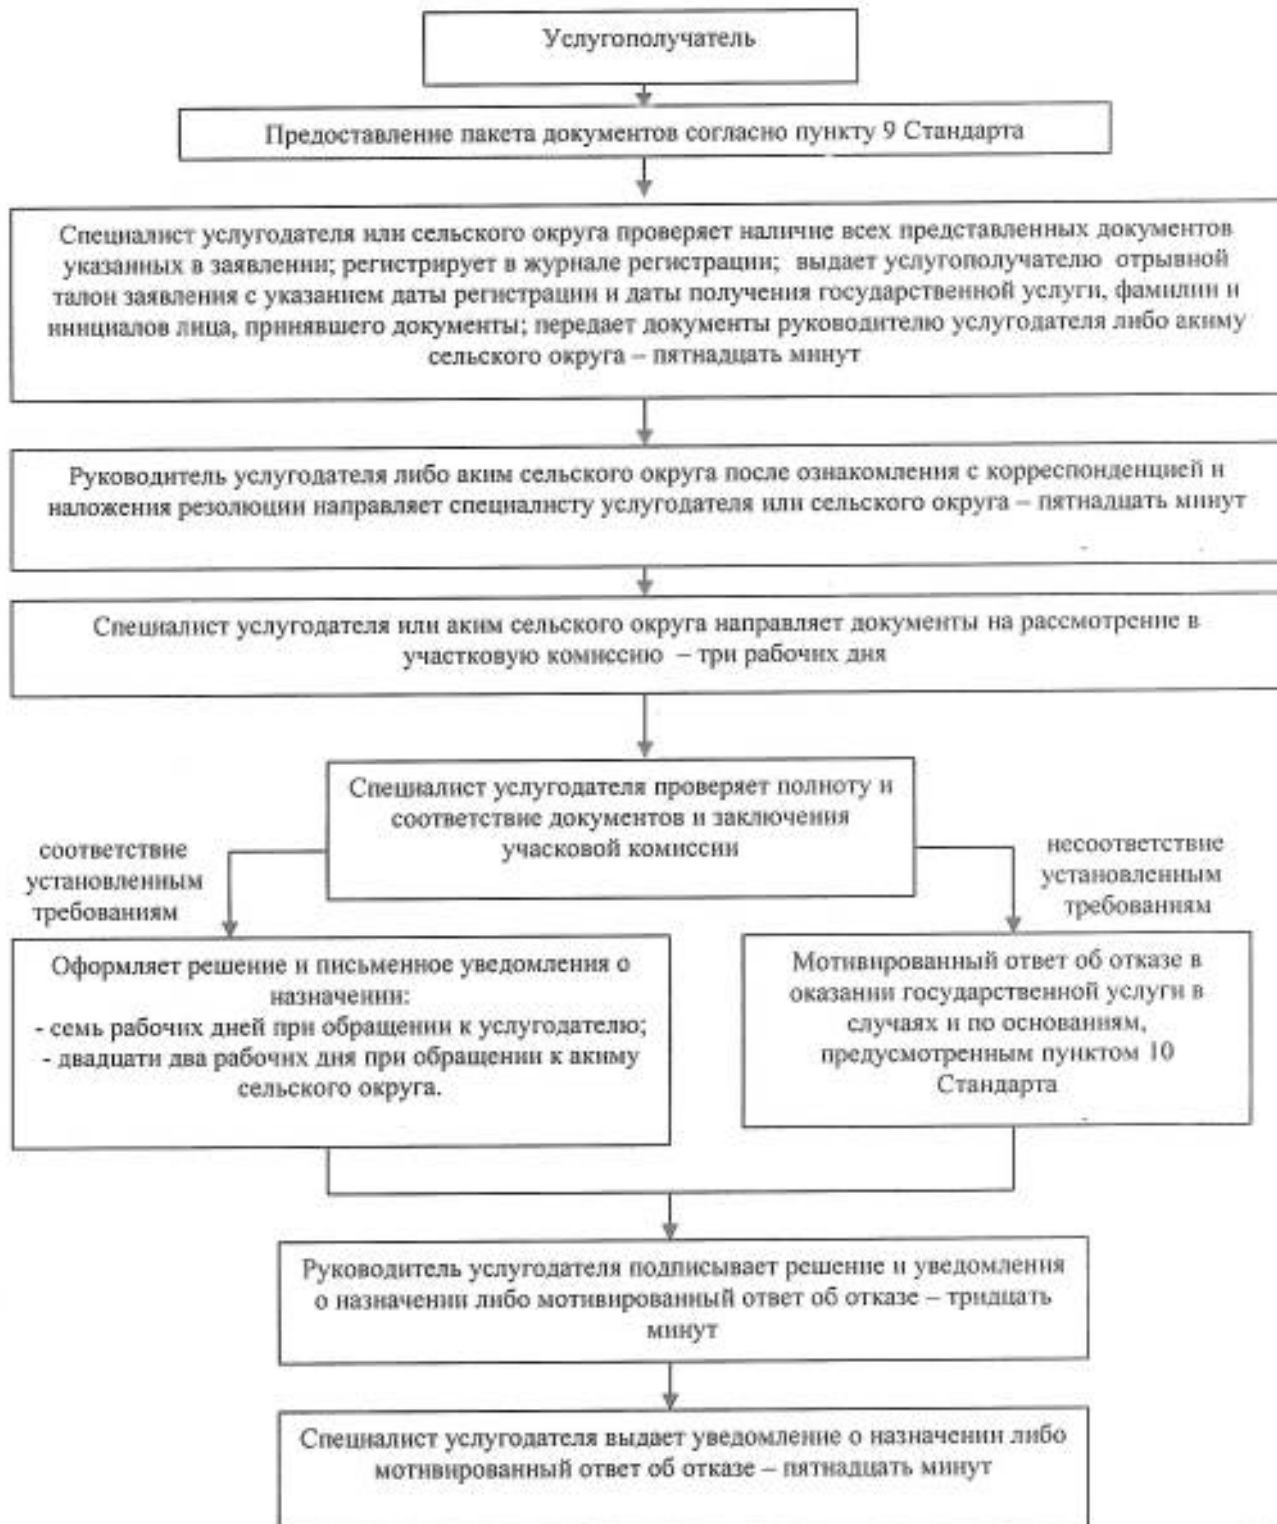 Услугополучатель
Предоставление пакета документов согласно пункту 9 Стандарта
Специалист услугодателя или сельского округа проверяет наличие всех представленных документов
указанных в заявлении; регистрирует в журнале регистрации; выдает услугополучателю отрывной
талон заявления с указанием даты регистрации и даты получения государственной услуги, фамилии и
инициалов лица, принявшего документы; передает документы руководителю услугодателя либо акиму
сельского округа – пятнадцать минут
Руководитель услугодателя либо аким сельского округа после ознакомления с корреспонденцией и
наложения резолюции направляет специалисту услугодателя или сельского округа – пятнадцать минут
Специалист услугодателя или аким сельского округа направляет документы на рассмотрение в
участковую комиссию – три рабочих дня
Специалист услугодателя проверяет полноту и
соответствие документов и заключения
учасковой комиссии
соответствие
установленным
требованиям
несоответствие
установленным
требованиям
Оформляет решение и письменное уведомления о
назначении:
- семь рабочих дней при обращении к услугодателю;
- двадцати два рабочих дня при обращении к акиму
сельского округа.
Мотивированный ответ об отказе в
оказании государственной услуги в
случаях и по основаниям,
предусмотренным пунктом 10
Стандарта
Руководитель услугодателя подписывает решение и уведомления
о назначении либо мотивированный ответ об отказе – тридцать
минут
Специалист услугодателя выдает уведомление о назначении либо
мотивированный ответ об отказе – пятнадцать минут